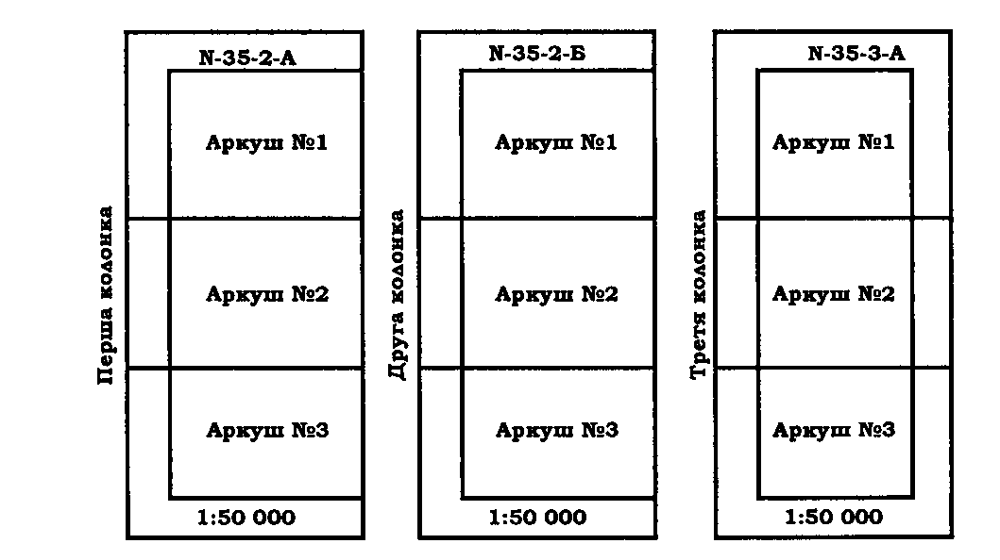 Перша колонка
N-35-2-А
Аркуш №1
Аркуш №2
Аркуш №3
1:50 000
Друга колонка
N-35-2-Б
Аркуш №1
Аркуш №2
Аркуш №3
1:50 000
Третя колонка
N-35-3-А
Аркуш №1
Аркуш №2
Аркуш №3
1:50 000